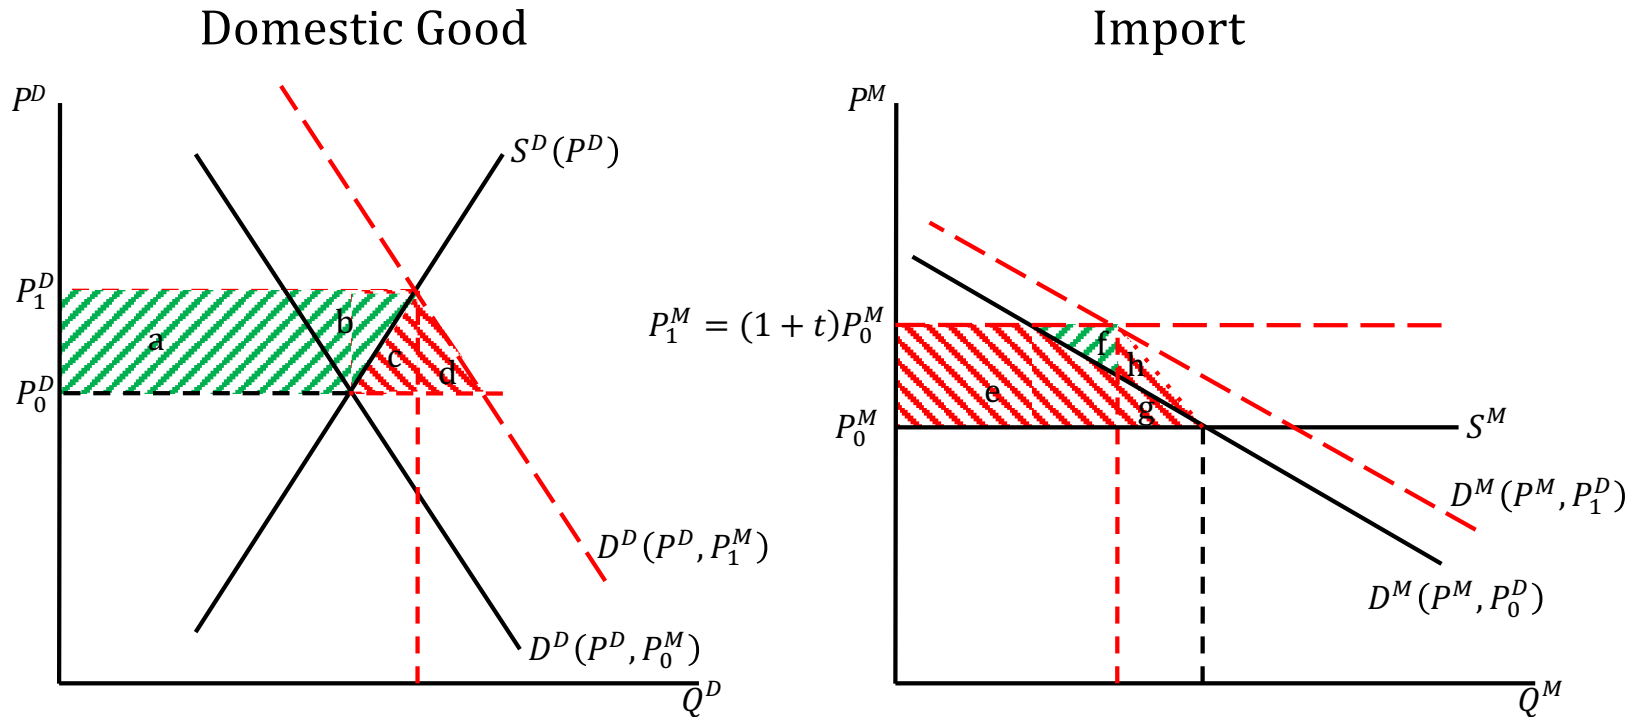 Domestic Good
P^D
S^D(P^D)
P_1^D
a
b
c
d
P_0^D
D^D(P^D, P_1^M)
D^D(P^D, P_0^M)
Q^D
Import
P^M
P_1^M = (1 + t)P_0^M
f
h
e
g
P_0^M
S^M
D^M(P^M, P_1^D)
D^M(P^M, P_0^D)
Q^M